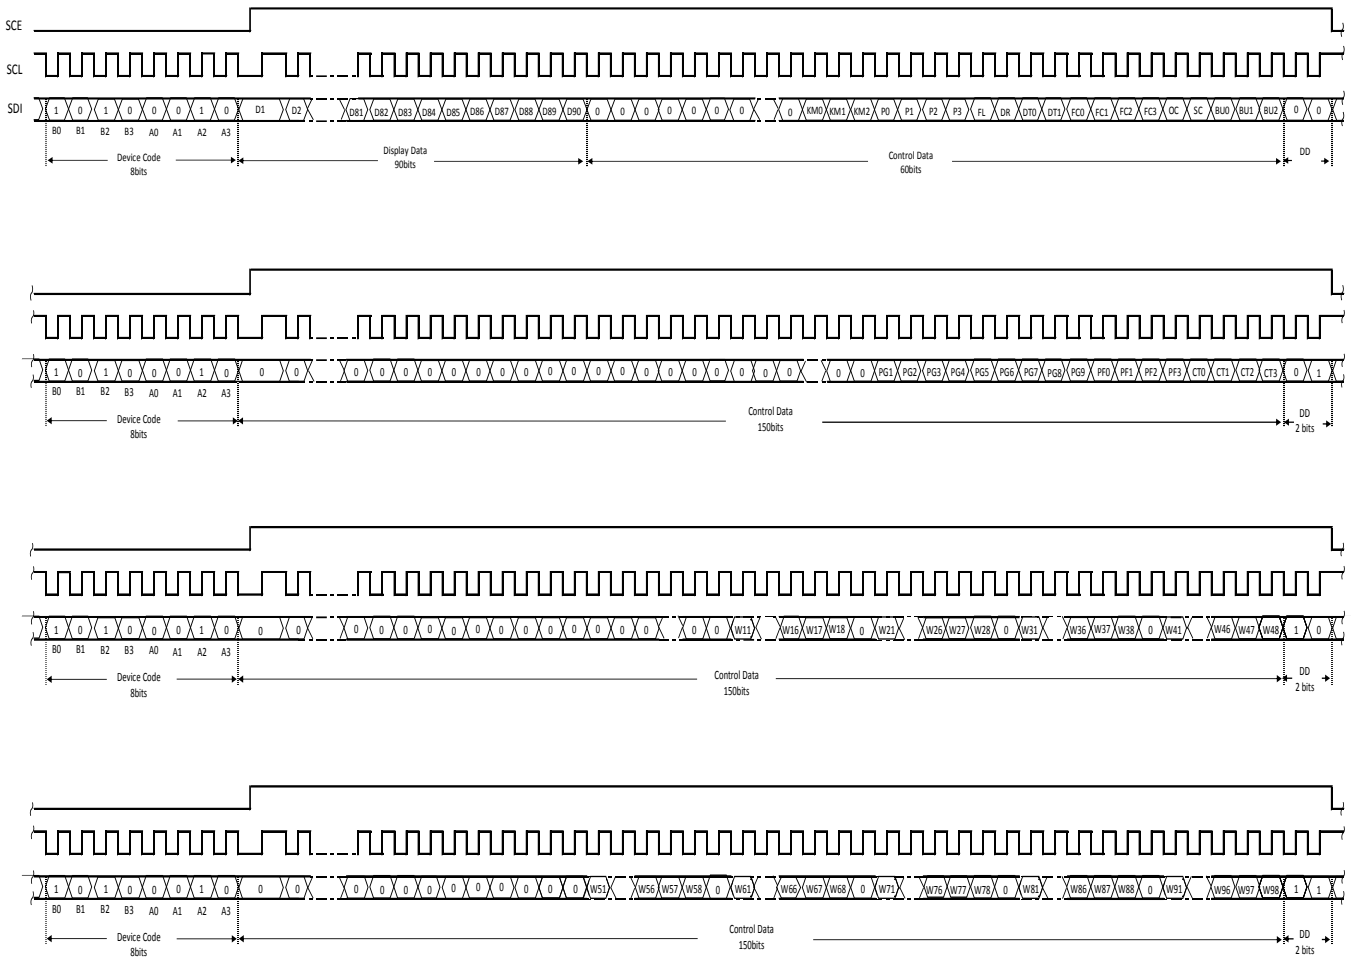 SCE
SCL
SDI 1 0 1 0 0 0 1 0 D1 D2 D81 D82 D83 D84 D85 D86 D87 D88 D89 D90 0 0 0 0 0 0 0 0 KM0 KM1 KM2 P0 P1 P2 P3 FL DR DT0 DT1 FC0 FC1 FC2 FC3 OC SC BU0 BU1 BU2 0 0
B0 B1 B2 B3 A0 A1 A2 A3
Device Code Display Data Control Data DD
8bits 90bits 60bits
1 0 1 0 0 0 1 0 0 0 0 0 0 0 0 0 0 0 0 0 0 0 0 0 0 0 0 0 0 0 0 0 PG1 PG2 PG3 PG4 PG5 PG6 PG7 PG8 PG9 PF0 PF1 PF2 PF3 CT0 CT1 CT2 CT3 0 1
B0 B1 B2 B3 A0 A1 A2 A3
Device Code Control Data DD
8bits 150bits 2 bits
1 0 1 0 0 0 1 0 0 0 0 0 0 0 0 0 0 0 0 0 0 0 0 0 0 W11 W16 W17 W18 0 W21 W26 W27 W28 0 W31 W36 W37 W38 0 W41 W46 W47 W48 1 0
B0 B1 B2 B3 A0 A1 A2 A3
Device Code Control Data DD
8bits 150bits 2 bits
1 0 1 0 0 0 1 0 0 0 0 0 0 0 0 0 0 0 0 0 W51 W56 W57 W58 0 W61 W66 W67 W68 0 W71 W76 W77 W78 0 W81 W86 W87 W88 0 W91 W96 W97 W98 1 1
B0 B1 B2 B3 A0 A1 A2 A3
Device Code Control Data DD
8bits 150bits 2 bits